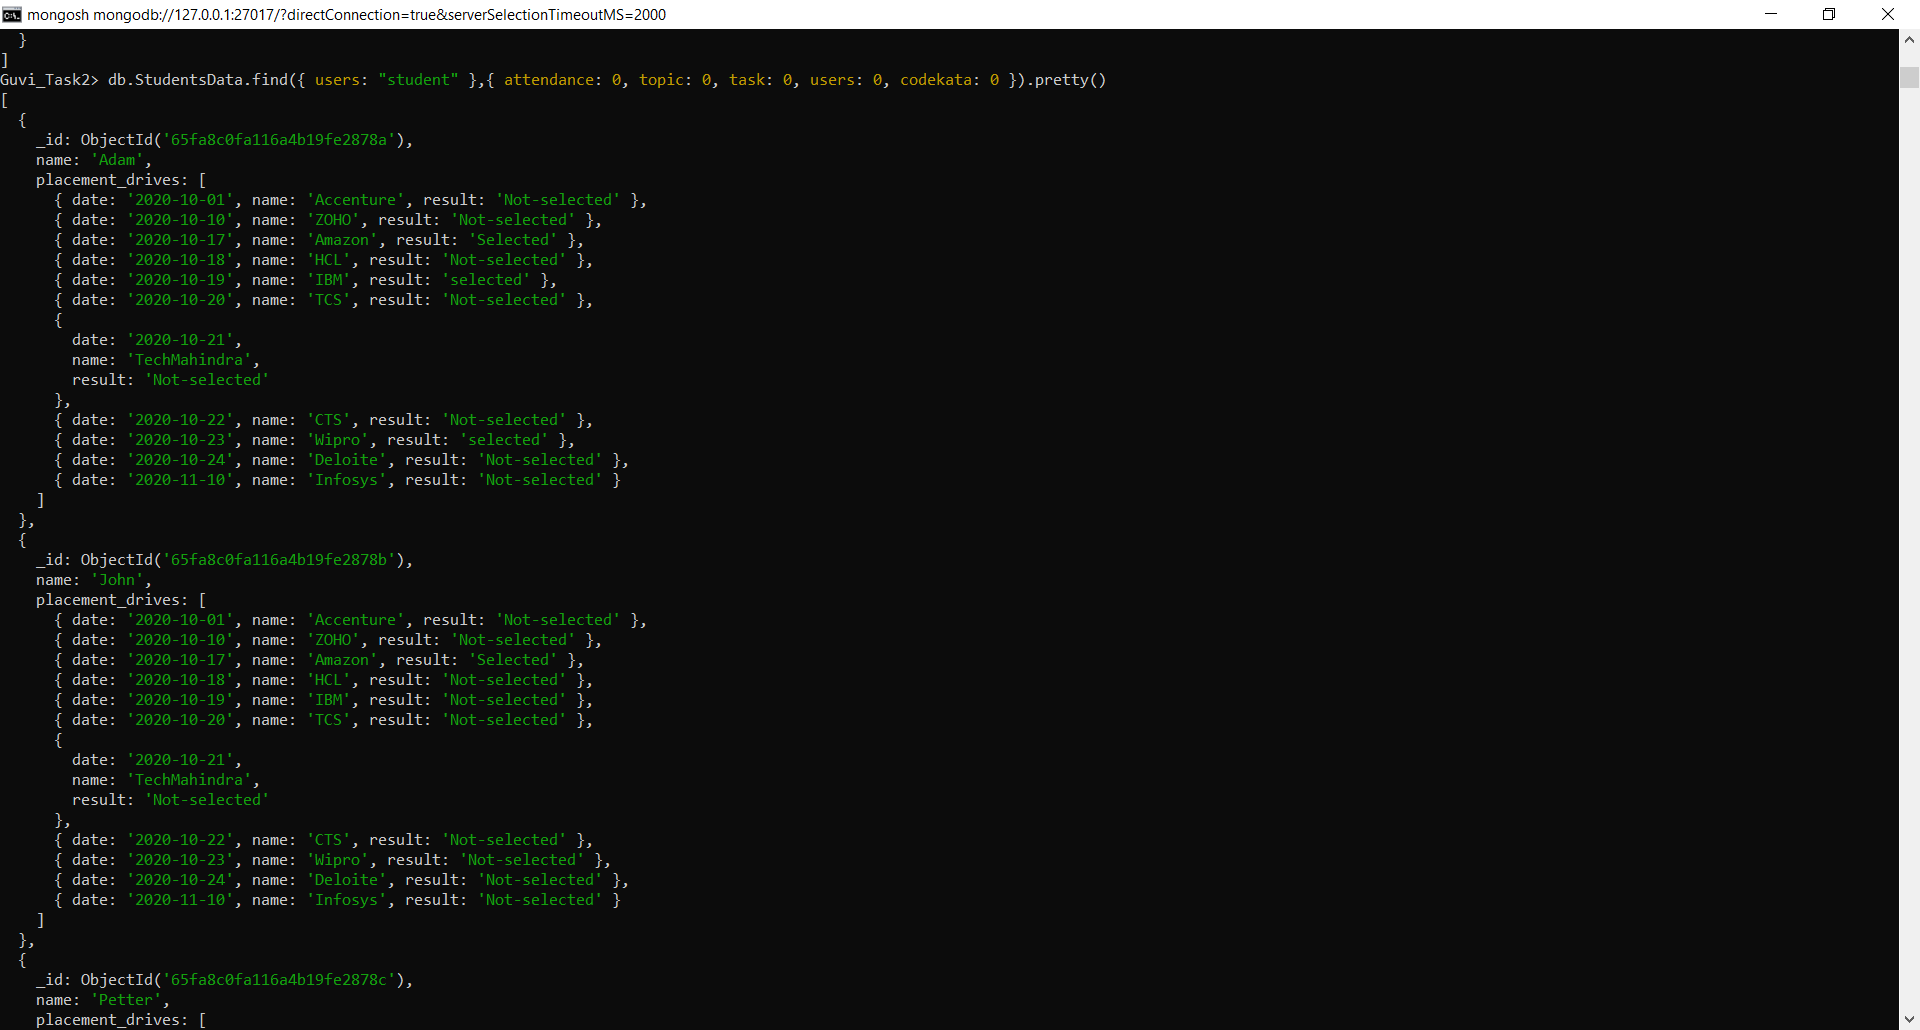 mongosh mongodb://127.0.0.1:27017/?directConnection=true&serverSelectionTimeoutMS=2000
  }
]
Guvi_Task2> db.StudentsData.find({ users: "student" },{ attendance: 0, topic: 0, task: 0, users: 0, codekata: 0 }).pretty()
[
  {
    _id: ObjectId('65fa8c0fa116a4b19fe2878a'),
    name: 'Adam',
    placement_drives: [
      { date: '2020-10-01', name: 'Accenture', result: 'Not-selected' },
      { date: '2020-10-10', name: 'ZOHO', result: 'Not-selected' },
      { date: '2020-10-17', name: 'Amazon', result: 'Selected' },
      { date: '2020-10-18', name: 'HCL', result: 'Not-selected' },
      { date: '2020-10-19', name: 'IBM', result: 'selected' },
      { date: '2020-10-20', name: 'TCS', result: 'Not-selected' },
      {
        date: '2020-10-21',
        name: 'TechMahindra',
        result: 'Not-selected'
      },
      { date: '2020-10-22', name: 'CTS', result: 'Not-selected' },
      { date: '2020-10-23', name: 'Wipro', result: 'selected' },
      { date: '2020-10-24', name: 'Deloite', result: 'Not-selected' },
      { date: '2020-11-10', name: 'Infosys', result: 'Not-selected' }
    ]
  },
  {
    _id: ObjectId('65fa8c0fa116a4b19fe2878b'),
    name: 'John',
    placement_drives: [
      { date: '2020-10-01', name: 'Accenture', result: 'Not-selected' },
      { date: '2020-10-10', name: 'ZOHO', result: 'Not-selected' },
      { date: '2020-10-17', name: 'Amazon', result: 'Selected' },
      { date: '2020-10-18', name: 'HCL', result: 'Not-selected' },
      { date: '2020-10-19', name: 'IBM', result: 'Not-selected' },
      { date: '2020-10-20', name: 'TCS', result: 'Not-selected' },
      {
        date: '2020-10-21',
        name: 'TechMahindra',
        result: 'Not-selected'
      },
      { date: '2020-10-22', name: 'CTS', result: 'Not-selected' },
      { date: '2020-10-23', name: 'Wipro', result: 'Not-selected' },
      { date: '2020-10-24', name: 'Deloite', result: 'Not-selected' },
      { date: '2020-11-10', name: 'Infosys', result: 'Not-selected' }
    ]
  },
  {
    _id: ObjectId('65fa8c0fa116a4b19fe2878c'),
    name: 'Petter',
    placement_drives: [